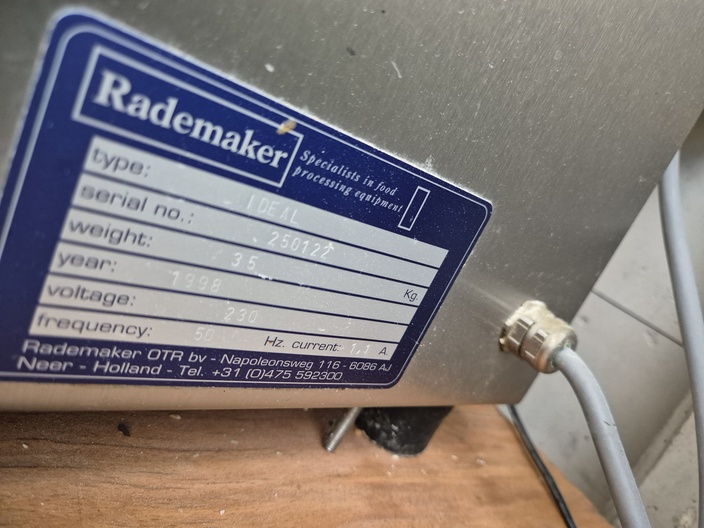 Rademaker
Specialists in food
processing equipment
type: IDEAL
serial no.: 250122
weight: 35 Kg.
year: 1998
voltage: 230
frequency: 50 Hz. current: 1,1 A.
Rademaker OTR bv - Napoleonsweg 116 - 6086 AJ
Neer - Holland - Tel. +31 (0)475 592300